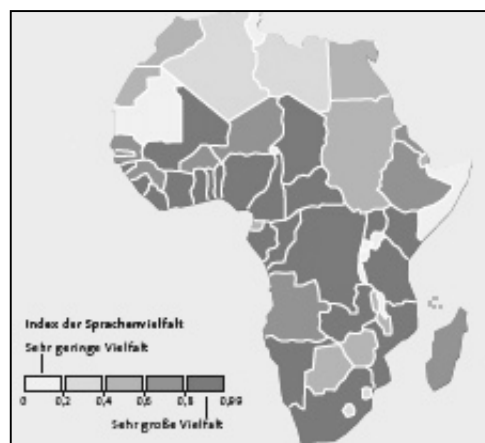 Index der Sprachenvielfalt
Sehr geringe Vielfalt
0 0,2 0,4 0,6 0,8 0,99
Sehr große Vielfalt